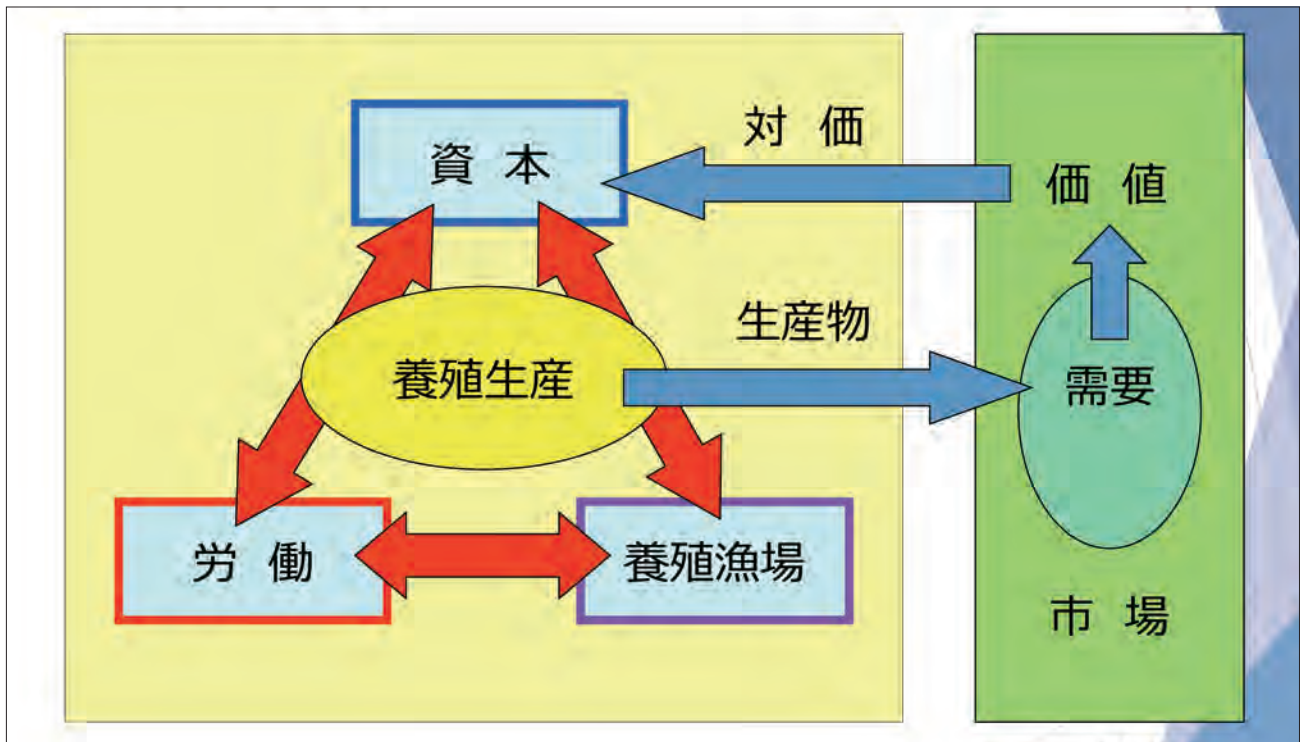 資 本
対 価
価 値
養殖生産
生産物
需要
労 働
養殖漁場
市 場